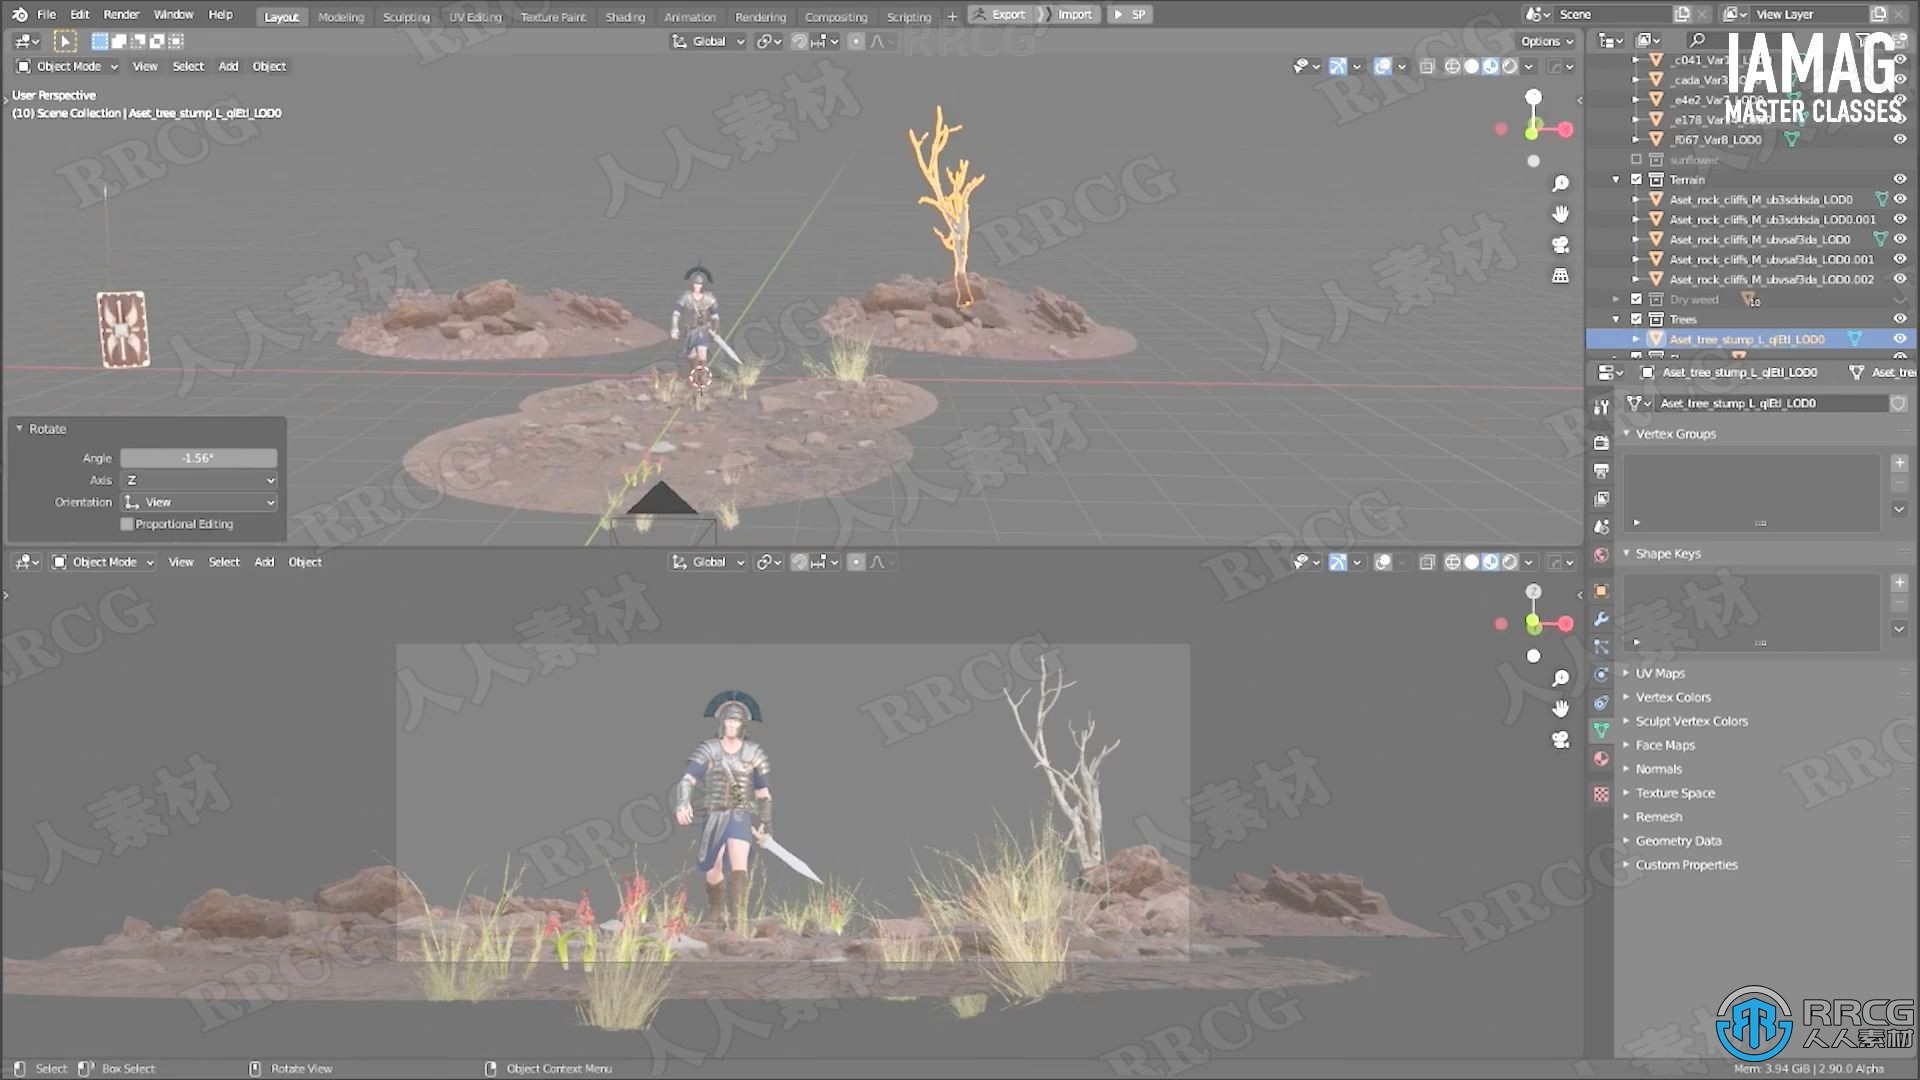 File Edit Render Window Help Layout Modeling Sculpting UV Editing Texture Paint Shading Animation Rendering Compositing Scripting + Export Import SP Scene View Layer
Global Options
Object Mode View Select Add Object
User Perspective
(10) Scene Collection | Aset_tree_stump_L_qlEtl_LOD0
IAMAG
MASTER CLASSES
_f067_Var8_LOD0
sunflower
Terrain
Aset_rock_cliffs_M_ub3sddsda_LOD0
Aset_rock_cliffs_M_ub3sddsda_LOD0.001
Aset_rock_cliffs_M_ubvsaf3da_LOD0
Aset_rock_cliffs_M_ubvsaf3da_LOD0.001
Aset_rock_cliffs_M_ubvsaf3da_LOD0.002
Dry weed 10
Trees
Aset_tree_stump_L_qlEtl_LOD0
Aset_tree_stump_L_qlEtl_LOD0 Aset_tree
Aset_tree_stump_L_qlEtl_LOD0
Vertex Groups
Shape Keys
UV Maps
Vertex Colors
Sculpt Vertex Colors
Face Maps
Normals
Texture Space
Remesh
Geometry Data
Custom Properties
Rotate
Angle -1.56°
Axis Z
Orientation View
Proportional Editing
Object Mode View Select Add Object Global
Z
RRCG
人人素材
Select Box Select Rotate View Object Context Menu Mem: 3.94 GiB | 2.90.0 Alpha